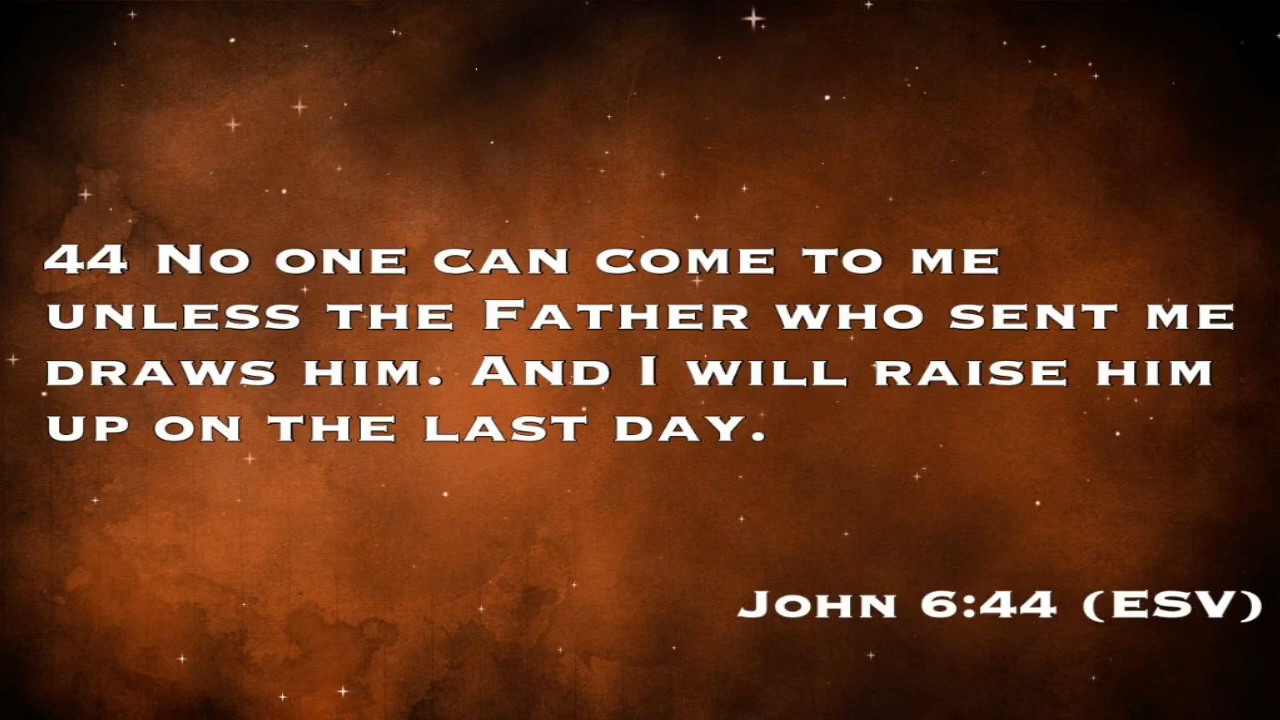 44 No one can come to me
unless the Father who sent me
draws him. And I will raise him
up on the last day.
John 6:44 (ESV)